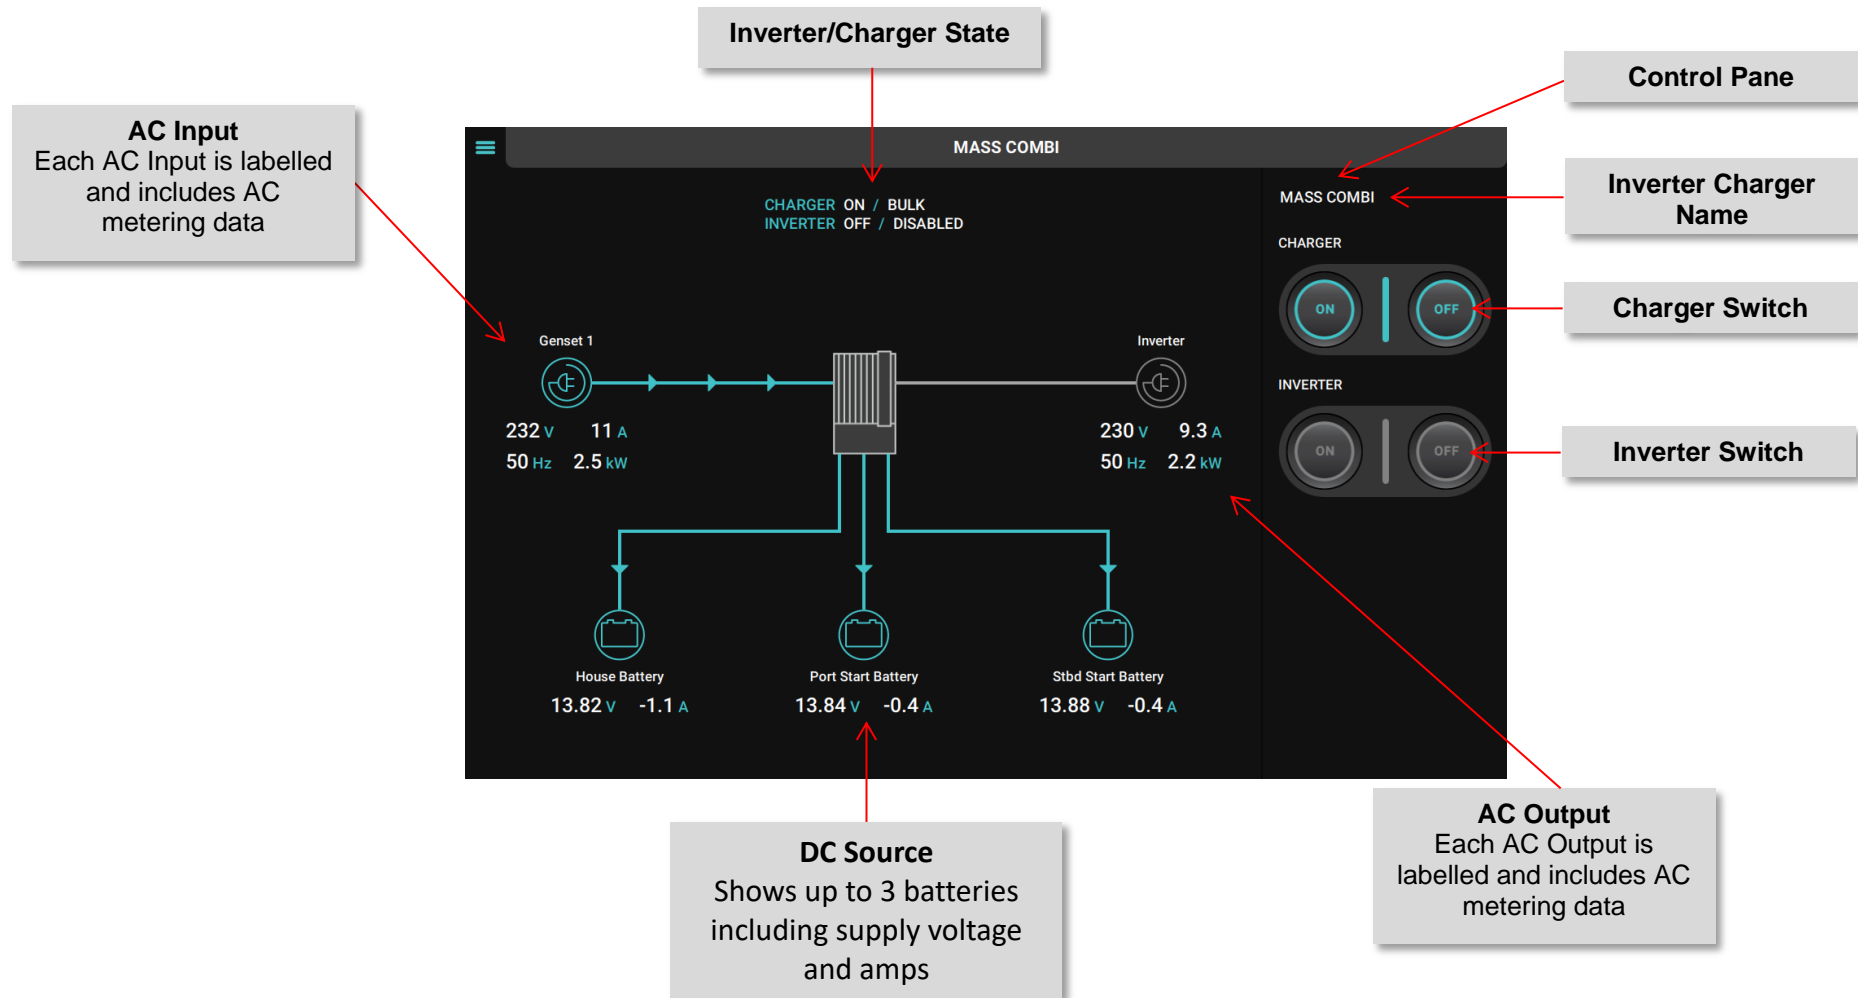 Inverter/Charger State
Control Pane
AC Input
Each AC Input is labelled
and includes AC
metering data
MASS COMBI
CHARGER ON / BULK
INVERTER OFF / DISABLED
MASS COMBI
Inverter Charger
Name
CHARGER
ON OFF
Charger Switch
Genset 1
Inverter
INVERTER
232 V 11 A
50 Hz 2.5 kW
230 V 9.3 A
50 Hz 2.2 kW
ON OFF
Inverter Switch
House Battery
13.82 V -1.1 A
Port Start Battery
13.84 V -0.4 A
Stbd Start Battery
13.88 V -0.4 A
DC Source
Shows up to 3 batteries
including supply voltage
and amps
AC Output
Each AC Output is
labelled and includes AC
metering data